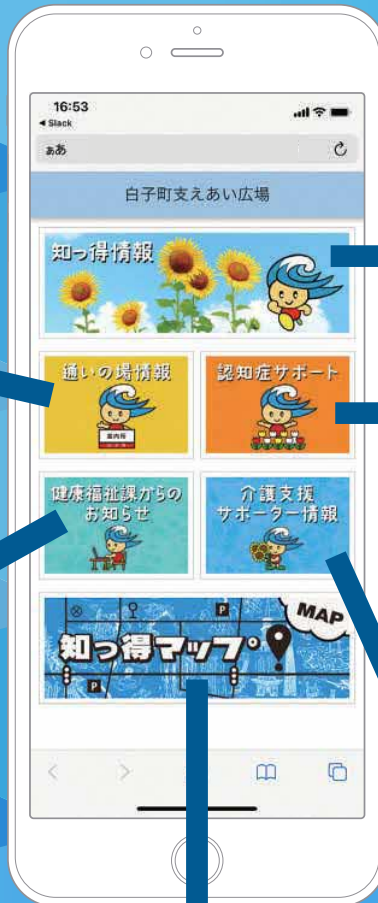 16:53
◀ Slack
ぁあ
白子町支えあい広場
知っ得情報
通いの場情報
案内所
認知症サポート
健康福祉課からの
お知らせ
介護支援
サポーター情報
MAP
P
知っ得マップ
P